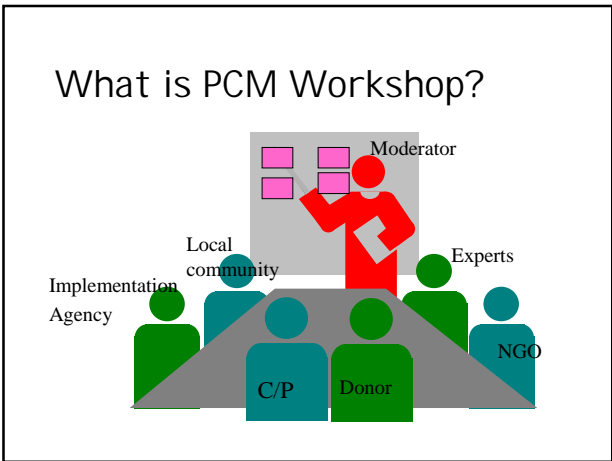 What is PCM Workshop?
Moderator
Local
community
Experts
Implementation
Agency
NGO
C/P
Donor